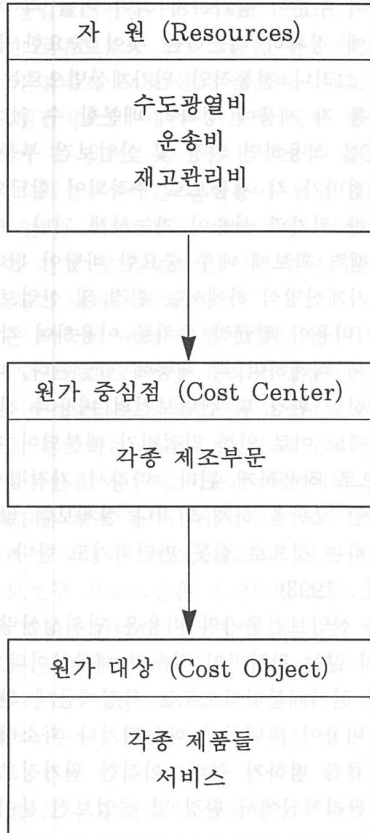 자 원 (Resources)
수도광열비
운송비
재고관리비
원가 중심점 (Cost Center)
각종 제조부문
원가 대상 (Cost Object)
각종 제품들
서비스